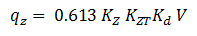 q_z = 0.613 K_Z K_ZT K_d V